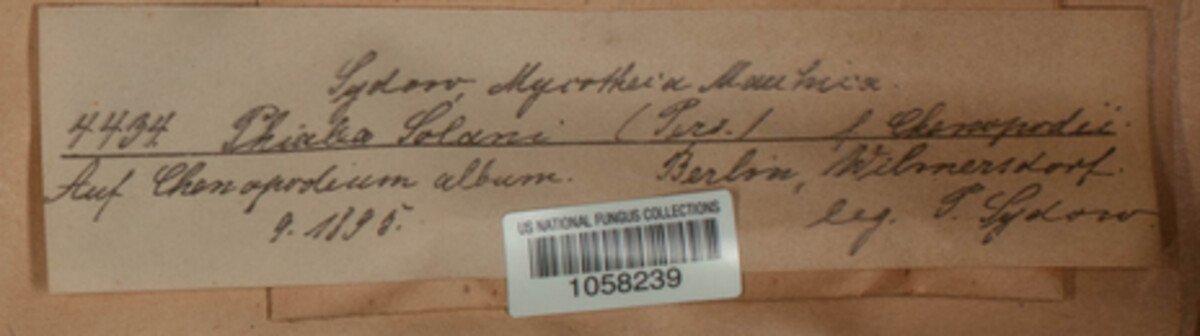 Sydow, Mycotheca Marchica.
4434 Phialea Solani (Pers.) f. Chenopodii.
Auf Chenopodium album. Berlin, Wilmersdorf.
9. 1895. leg. P. Sydow
US NATIONAL FUNGUS COLLECTIONS
1058239